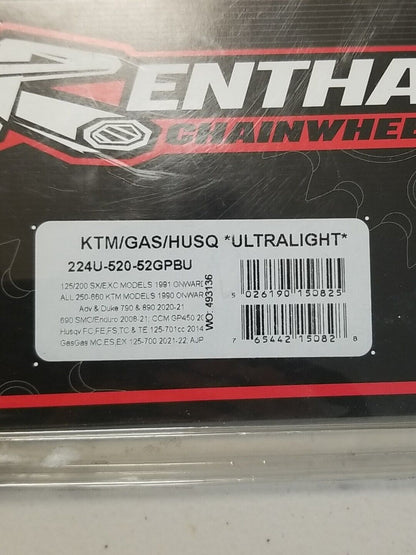 RENTHA
CHAINWHEE
KTM/GAS/HUSQ *ULTRALIGHT*
224U-520-52GPBU
125/200 SX/EXC MODELS 1991 ONWARD
ALL 250-660 KTM MODELS 1990 ONWAR
Adv & Duke 790 & 890 2020-21
690 SMC/Enduro 2008-21; CCM GP450 20
Husqv FC,FE,FS,TC & TE 125-701cc 2014
GasGas MC,ES,EX 125-700 2021-22, AJP
WO: 493136
5 026190 150825
7 65442 15082 8